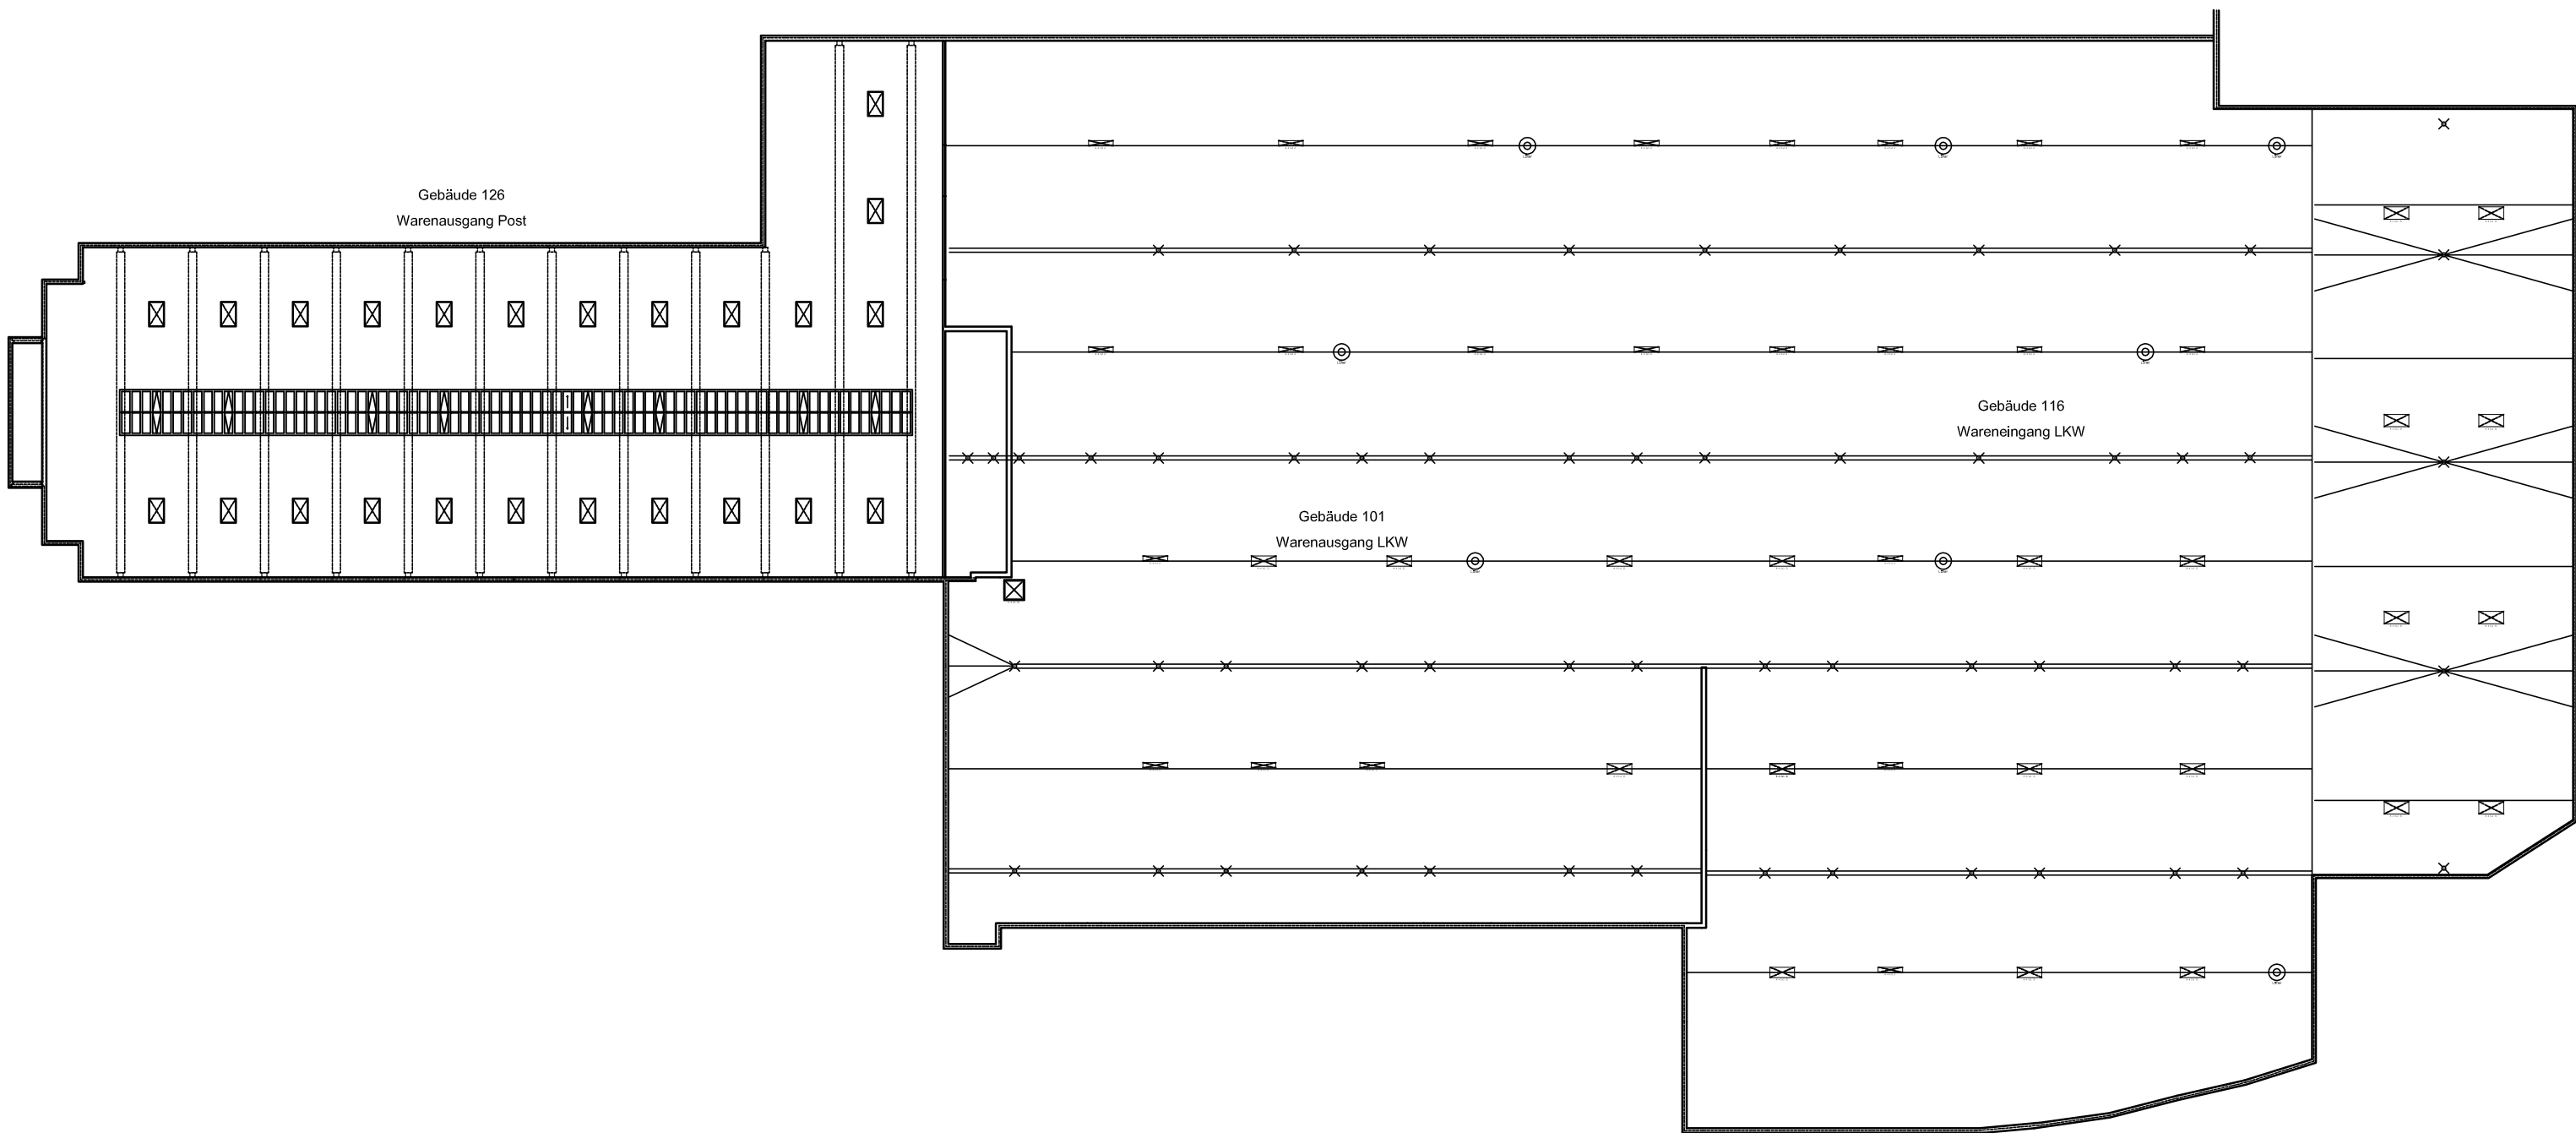 Gebäude 126
Warenausgang Post
Gebäude 116
Wareneingang LKW
Gebäude 101
Warenausgang LKW